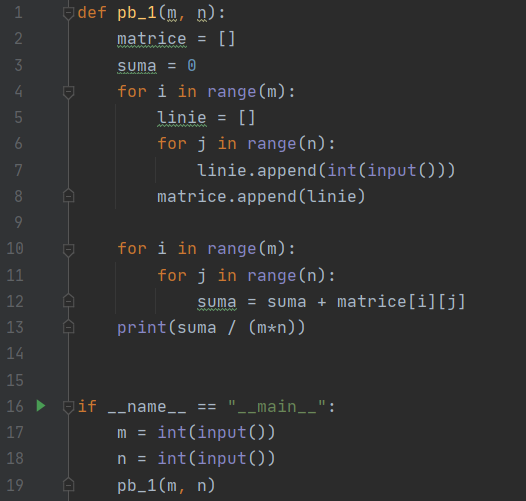 1 def pb_1(m, n):
2     matrice = []
3     suma = 0
4     for i in range(m):
5         linie = []
6         for j in range(n):
7             linie.append(int(input()))
8         matrice.append(linie)
9
10     for i in range(m):
11         for j in range(n):
12             suma = suma + matrice[i][j]
13     print(suma / (m*n))
14
15
16 if __name__ == "__main__":
17     m = int(input())
18     n = int(input())
19     pb_1(m, n)